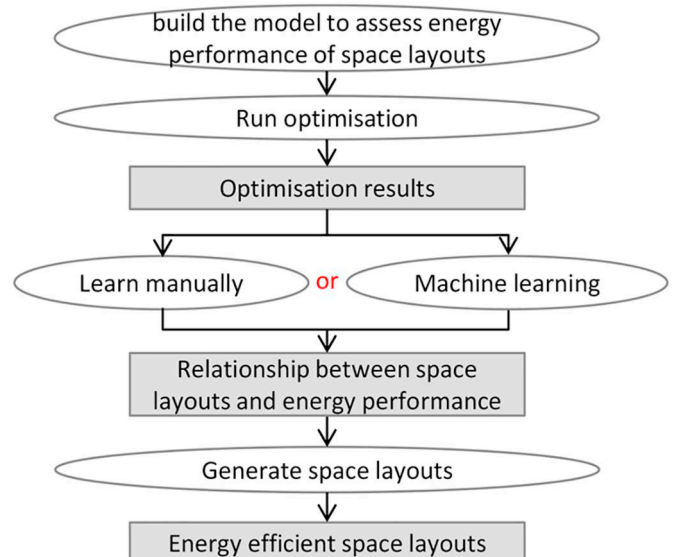 build the model to assess energy
performance of space layouts
Run optimisation
Optimisation results
Learn manually or Machine learning
Relationship between space
layouts and energy performance
Generate space layouts
Energy efficient space layouts